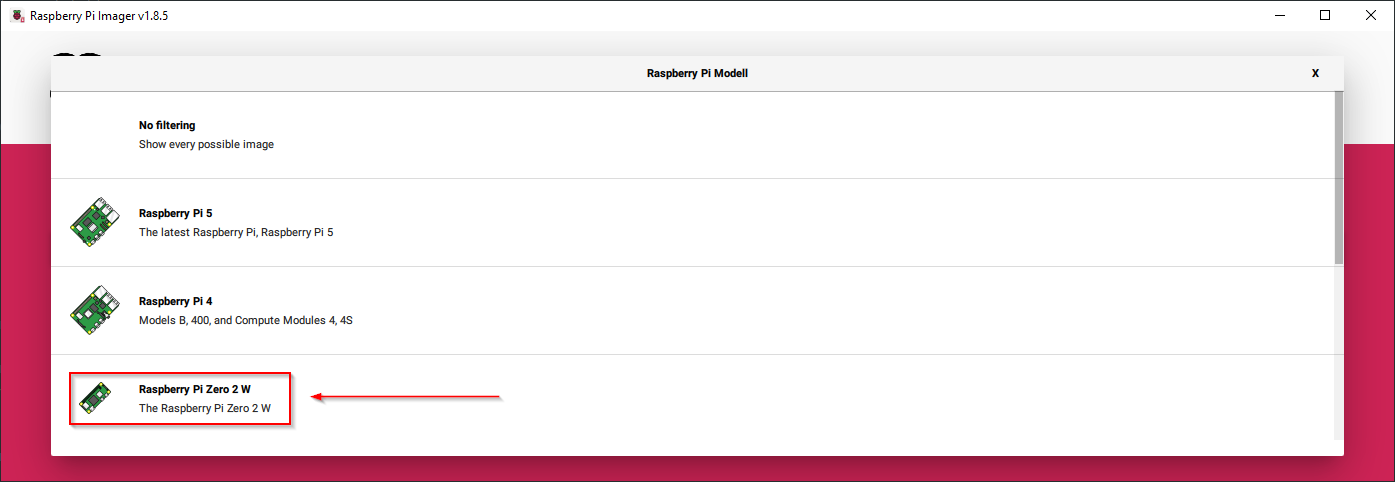 Raspberry Pi Imager v1.8.5
Raspberry Pi Modell
X
No filtering
Show every possible image
Raspberry Pi 5
The latest Raspberry Pi, Raspberry Pi 5
Raspberry Pi 4
Models B, 400, and Compute Modules 4, 4S
Raspberry Pi Zero 2 W
The Raspberry Pi Zero 2 W